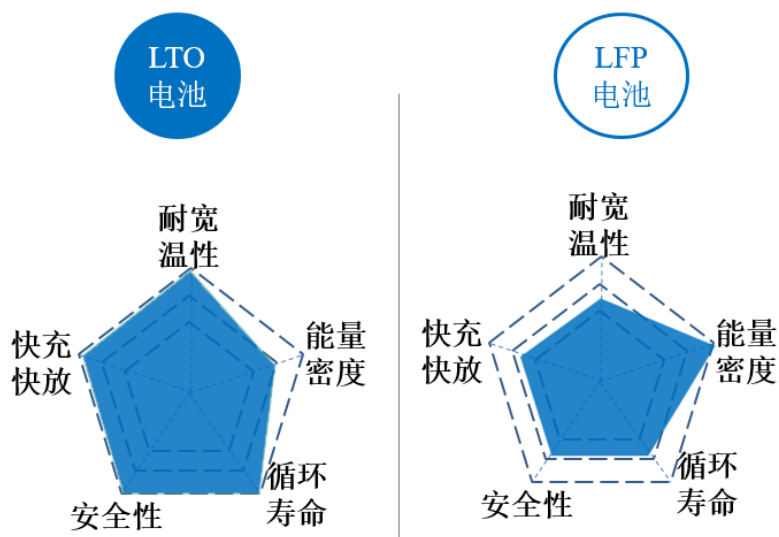 LTO
电池
LFP
电池
耐宽
温性
能量
密度
循环
寿命
安全性
快充
快放
耐宽
温性
能量
密度
循环
寿命
安全性
快充
快放